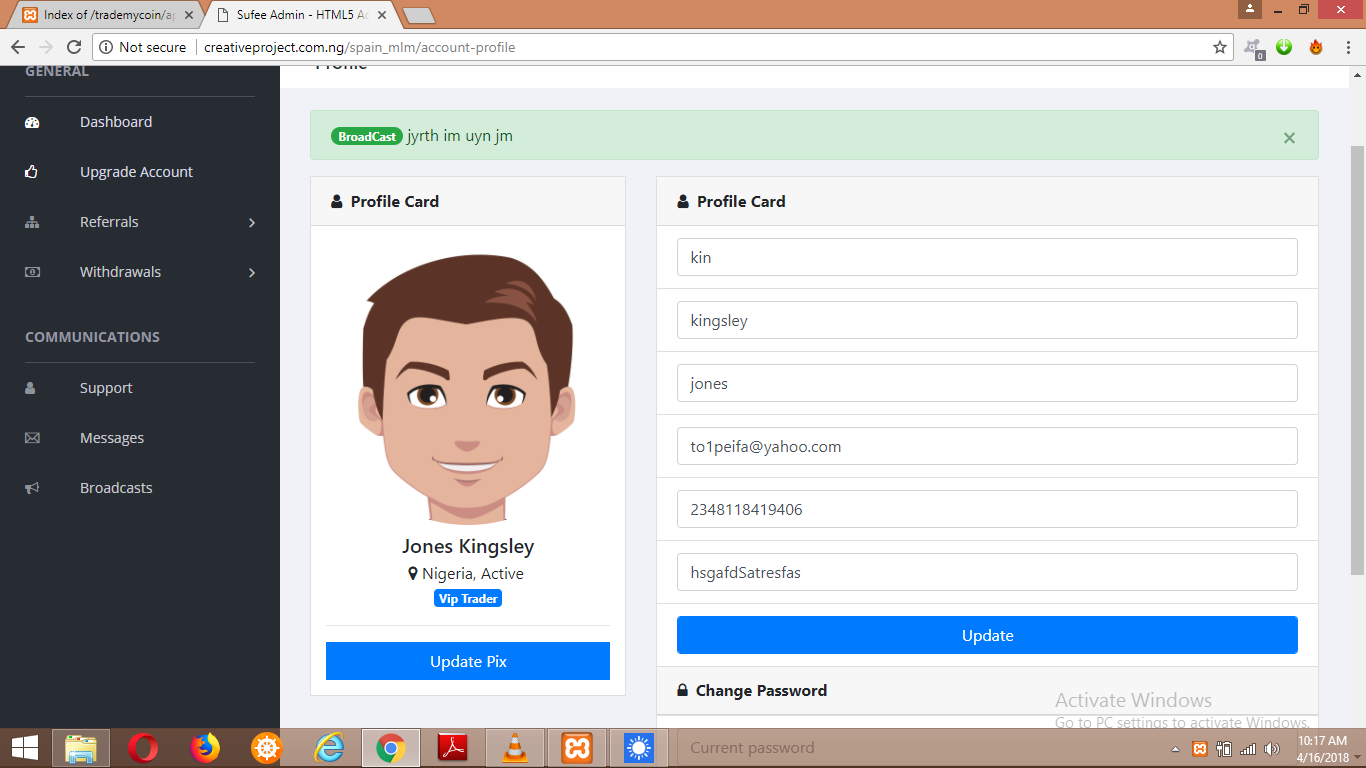 Index of /trademycoin/ap
Sufee Admin - HTML5 Ad
Not secure
creativeproject.com.ng/spain_mlm/account-profile
0
GENERAL
Dashboard
Upgrade Account
Referrals
Withdrawals
COMMUNICATIONS
Support
Messages
Broadcasts
Profile
BroadCast jyrth im uyn jm
×
Profile Card
Jones Kingsley
Nigeria, Active
Vip Trader
Update Pix
Profile Card
kin
kingsley
jones
to1peifa@yahoo.com
2348118419406
hsgafdSatresfas
Update
Change Password
Current password
Activate Windows
Go to PC settings to activate Windows.
10:17 AM
4/16/2018